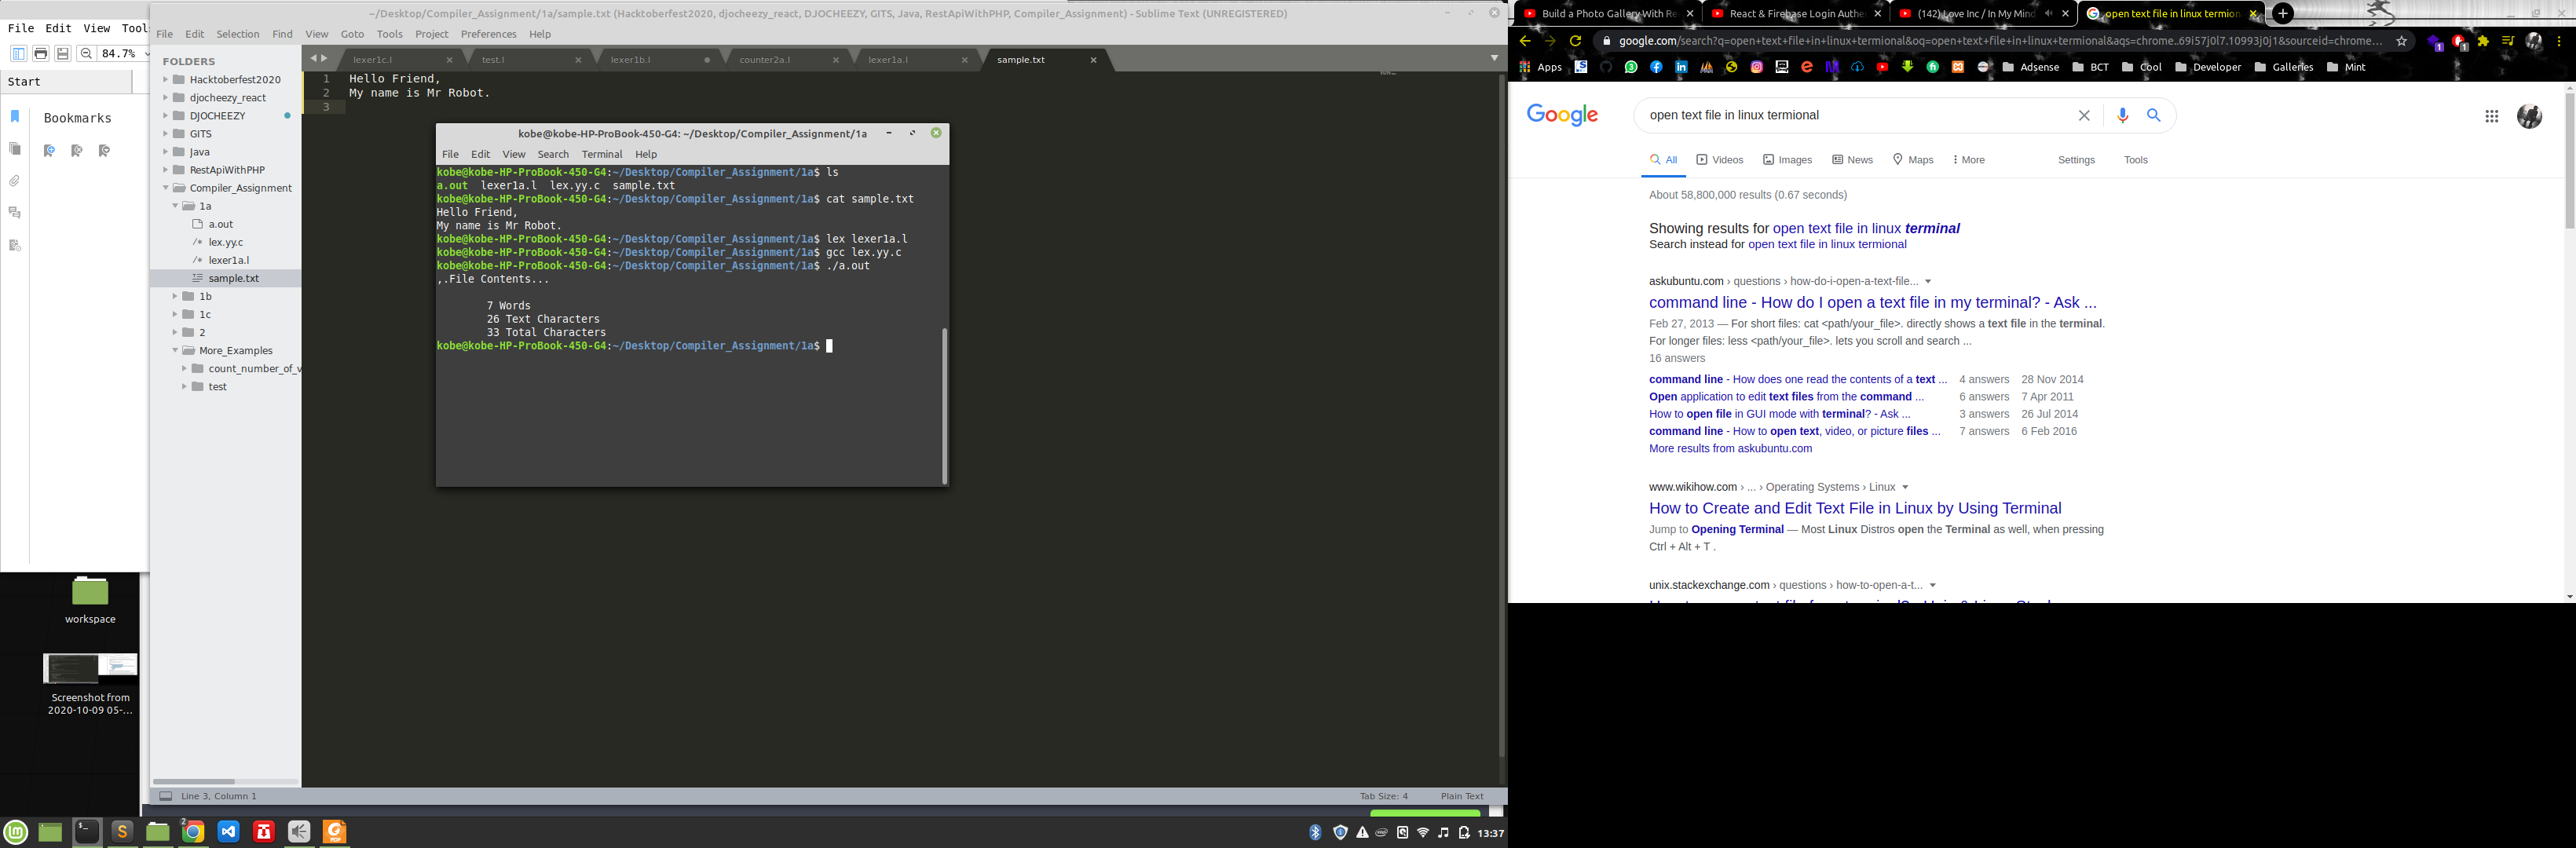 File Edit View Tools
84.7%
Start
Bookmarks
workspace
Screenshot from
2020-10-09 05-...
~/Desktop/Compiler_Assignment/1a/sample.txt (Hacktoberfest2020, djocheezy_react, DJOCHEEZY, GITS, Java, RestApiWithPHP, Compiler_Assignment) - Sublime Text (UNREGISTERED)
File Edit Selection Find View Goto Tools Project Preferences Help
FOLDERS
Hacktoberfest2020
djocheezy_react
DJOCHEEZY
GITS
Java
RestApiWithPHP
Compiler_Assignment
1a
a.out
lex.yy.c
lexer1a.l
sample.txt
1b
1c
2
More_Examples
count_number_of_v
test
lexer1c.l test.l lexer1b.l counter2a.l lexer1a.l sample.txt
1 Hello Friend,
2 My name is Mr Robot.
3
kobe@kobe-HP-ProBook-450-G4: ~/Desktop/Compiler_Assignment/1a
File Edit View Search Terminal Help
kobe@kobe-HP-ProBook-450-G4:~/Desktop/Compiler_Assignment/1a$ ls
a.out lexer1a.l lex.yy.c sample.txt
kobe@kobe-HP-ProBook-450-G4:~/Desktop/Compiler_Assignment/1a$ cat sample.txt
Hello Friend,
My name is Mr Robot.
kobe@kobe-HP-ProBook-450-G4:~/Desktop/Compiler_Assignment/1a$ lex lexer1a.l
kobe@kobe-HP-ProBook-450-G4:~/Desktop/Compiler_Assignment/1a$ gcc lex.yy.c
kobe@kobe-HP-ProBook-450-G4:~/Desktop/Compiler_Assignment/1a$ ./a.out
,.File Contents...
7 Words
26 Text Characters
33 Total Characters
kobe@kobe-HP-ProBook-450-G4:~/Desktop/Compiler_Assignment/1a$
Line 3, Column 1
Tab Size: 4 Plain Text
13:37
Build a Photo Gallery With Re React & Firebase Login Authe (142) Love Inc / In My Mind open text file in linux termion
google.com/search?q=open+text+file+in+linux+termional&oq=open+text+file+in+linux+termional&aqs=chrome..69i57j0l7.10993j0j1&sourceid=chrome...
Apps Adsense BCT Cool Developer Galleries Mint
Google
open text file in linux termional
All Videos Images News Maps More Settings Tools
About 58,800,000 results (0.67 seconds)
Showing results for open text file in linux terminal
Search instead for open text file in linux termional
askubuntu.com › questions › how-do-i-open-a-text-file...
command line - How do I open a text file in my terminal? - Ask ...
Feb 27, 2013 — For short files: cat <path/your_file>. directly shows a text file in the terminal.
For longer files: less <path/your_file>. lets you scroll and search ...
16 answers
command line - How does one read the contents of a text ... 4 answers 28 Nov 2014
Open application to edit text files from the command ... 6 answers 7 Apr 2011
How to open file in GUI mode with terminal? - Ask ... 3 answers 26 Jul 2014
command line - How to open text, video, or picture files ... 7 answers 6 Feb 2016
More results from askubuntu.com
www.wikihow.com › ... › Operating Systems › Linux
How to Create and Edit Text File in Linux by Using Terminal
Jump to Opening Terminal — Most Linux Distros open the Terminal as well, when pressing
Ctrl + Alt + T .
unix.stackexchange.com › questions › how-to-open-a-t...